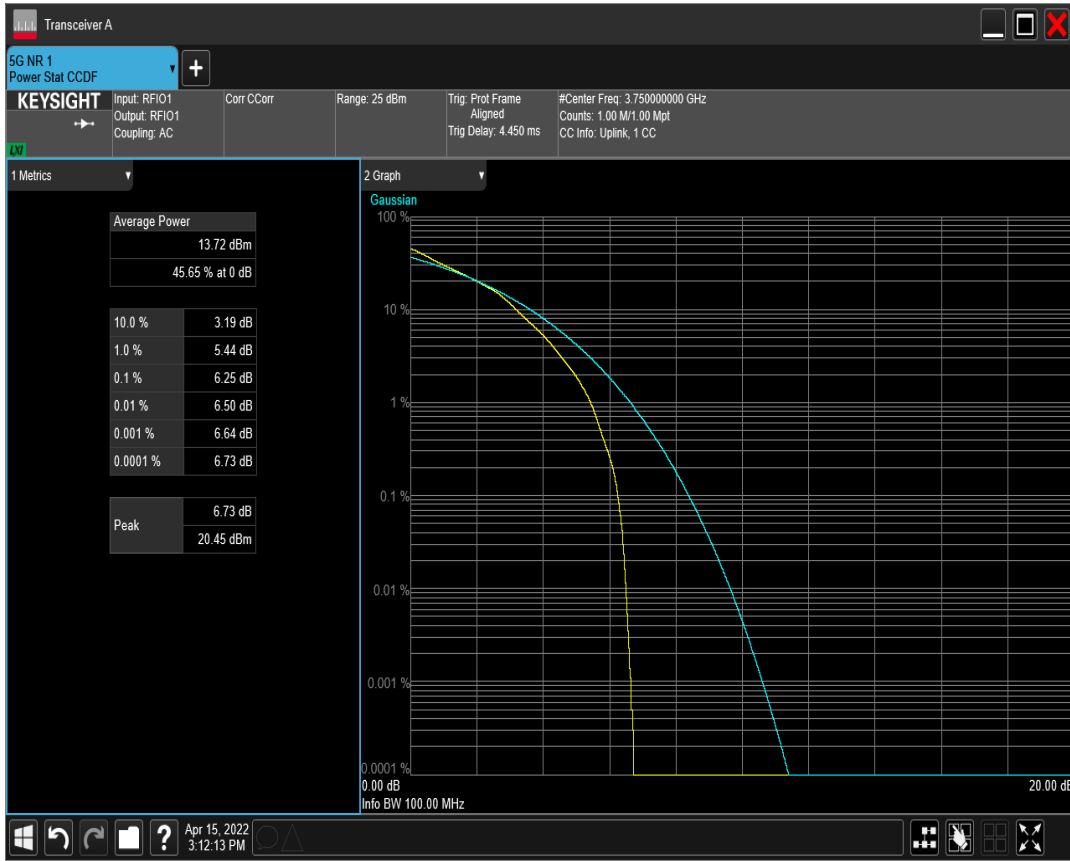 Transceiver A
5G NR 1
Power Stat CCDF
KEYSIGHT
LXI
Input: RFIO1
Output: RFIO1
Coupling: AC
Corr CCorr
Range: 25 dBm
Trig: Prot Frame
Aligned
Trig Delay: 4.450 ms
#Center Freq: 3.750000000 GHz
Counts: 1.00 M/1.00 Mpt
CC Info: Uplink, 1 CC
1 Metrics
Average Power
13.72 dBm
45.65 % at 0 dB
10.0 % 3.19 dB
1.0 % 5.44 dB
0.1 % 6.25 dB
0.01 % 6.50 dB
0.001 % 6.64 dB
0.0001 % 6.73 dB
Peak
6.73 dB
20.45 dBm
2 Graph
Gaussian
100 %
10 %
1 %
0.1 %
0.01 %
0.001 %
0.0001 %
0.00 dB 20.00 dB
Info BW 100.00 MHz
Apr 15, 2022
3:12:13 PM